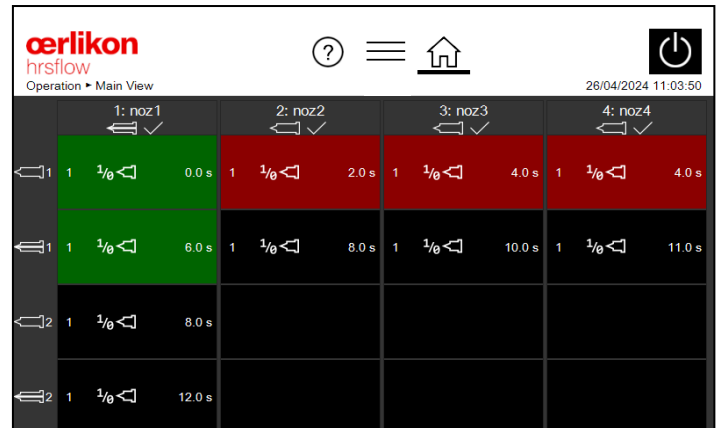 œrlikon
hrsflow
Operation ► Main View
?
26/04/2024 11:03:50
1: noz1 2: noz2 3: noz3 4: noz4
1 1 1/0 0.0 s 1 1/0 2.0 s 1 1/0 4.0 s 1 1/0 4.0 s
1 1 1/0 6.0 s 1 1/0 8.0 s 1 1/0 10.0 s 1 1/0 11.0 s
2 1 1/0 8.0 s
2 1 1/0 12.0 s